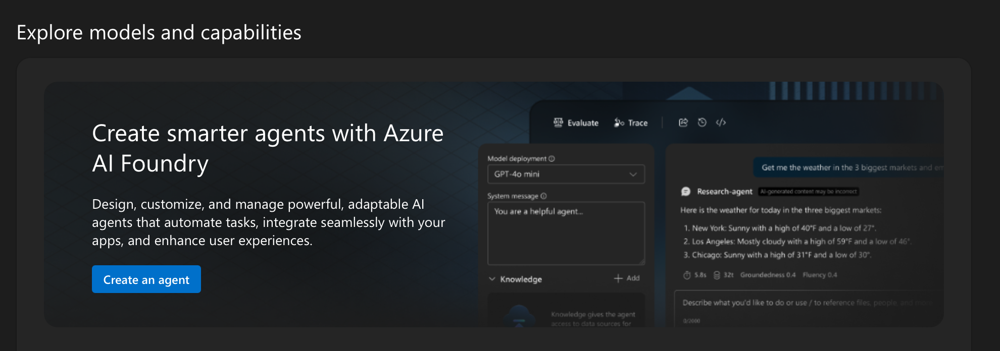 Explore models and capabilities
Create smarter agents with Azure
AI Foundry
Design, customize, and manage powerful, adaptable AI
agents that automate tasks, integrate seamlessly with your
apps, and enhance user experiences.
Create an agent
Evaluate Trace
Model deployment
GPT-4o mini
System message
You are a helpful agent...
Knowledge
Add
Knowledge gives the agent
access to data sources for
Get me the weather in the 3 biggest markets and em
Research-agent AI-generated content may be incorrect
Here is the weather for today in the three biggest markets:
1. New York: Sunny with a high of 40°F and a low of 27°.
2. Los Angeles: Mostly cloudy with a high of 59°F and a low of 46°.
3. Chicago: Sunny with a high of 31°F and a low of 30°.
5.8s 32t Groundedness 0.4 Fluency 0.4
Describe what you'd like to do or use / to reference files, people, and more
0/2000